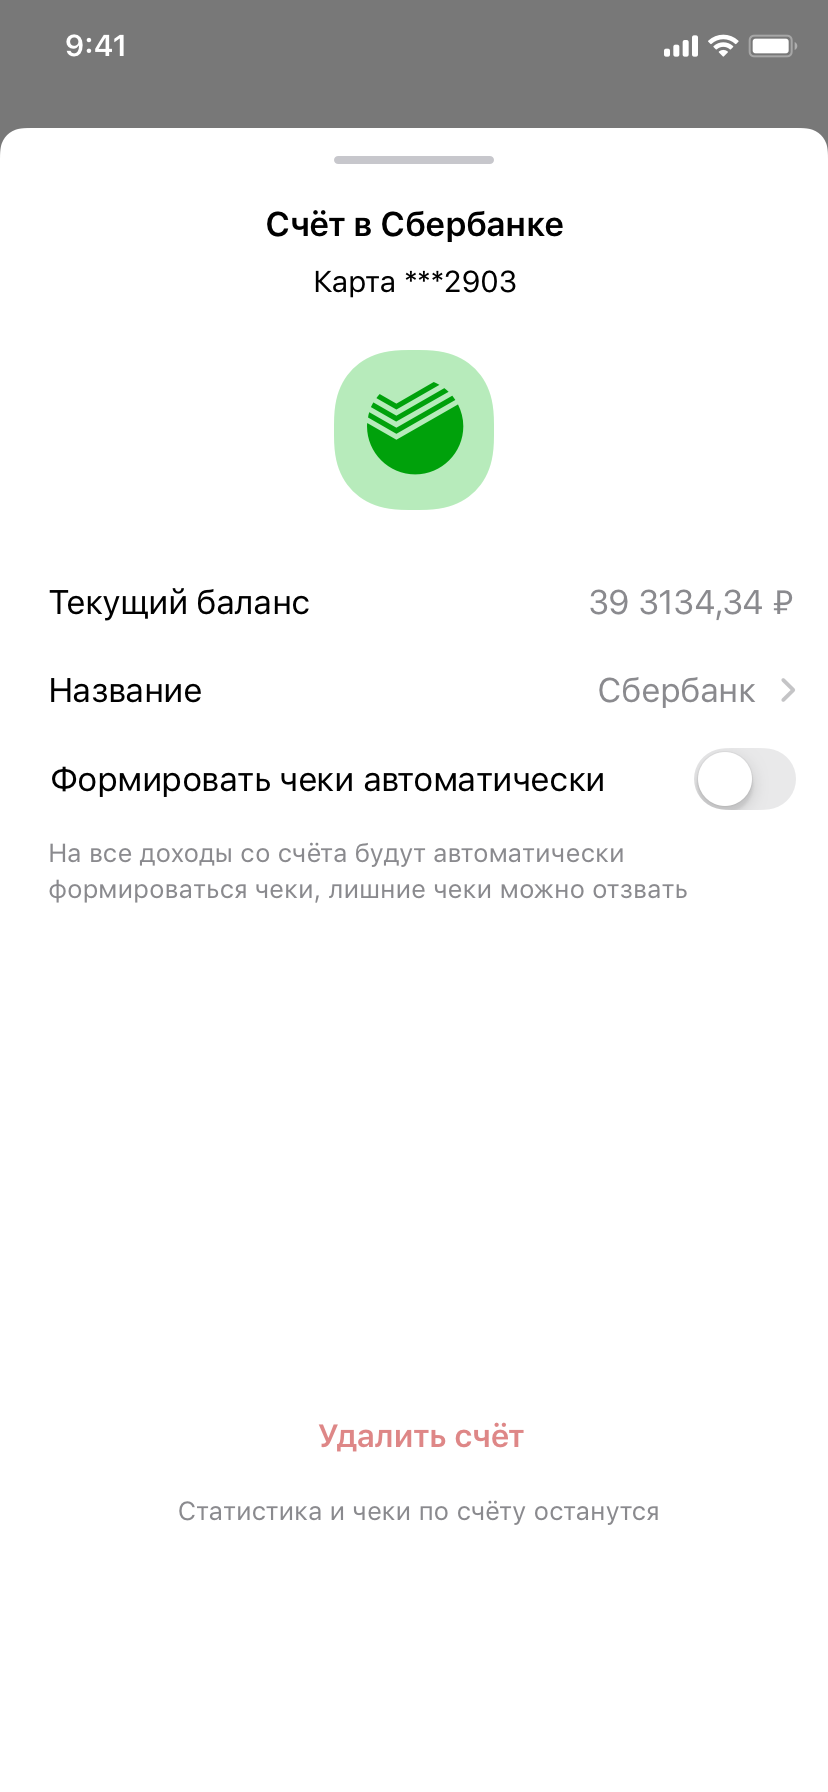 9:41
Счёт в Сбербанке
Карта ***2903
Текущий баланс 39 3134,34 ₽
Название Сбербанк
Формировать чеки автоматически
На все доходы со счёта будут автоматически
формироваться чеки, лишние чеки можно отзвать
Удалить счёт
Статистика и чеки по счёту останутся